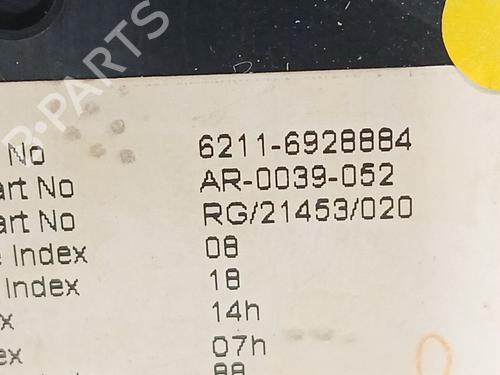 No 6211-6928884
art No AR-0039-052
art No RG/21453/020
e Index 08
Index 18
x 14h
ex 07h
88
R-PARTS